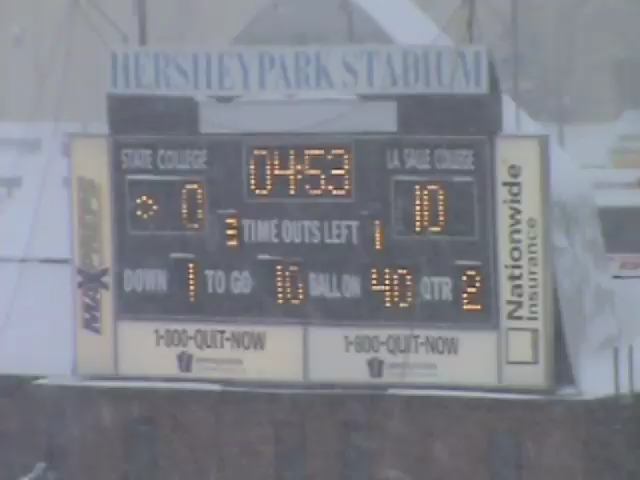 HERSHEYPARK STADIUM
STATE COLLEGE 04:53 LA SALLE COLLEGE
0 10
3 TIME OUTS LEFT 1
DOWN 1 TO GO 10 BALL ON 40 QTR 2
MAXPREPS
Nationwide
Insurance
1-800-QUIT-NOW
1-800-QUIT-NOW